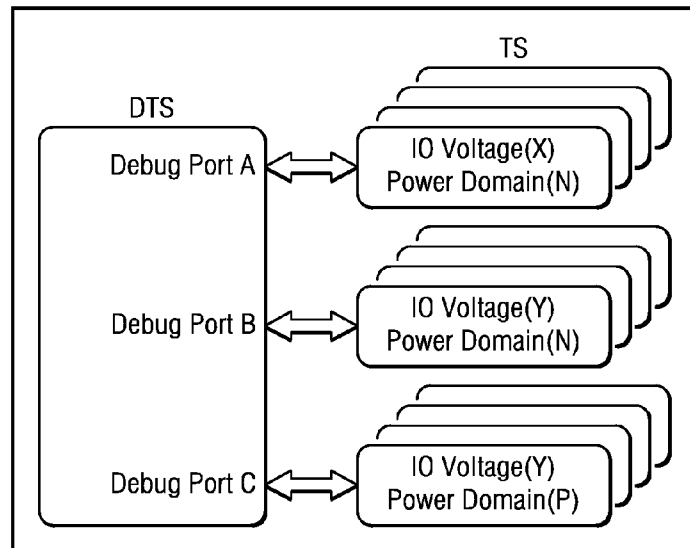 TS
DTS
Debug Port A
IO Voltage(X)
Power Domain(N)
Debug Port B
IO Voltage(Y)
Power Domain(N)
Debug Port C
IO Voltage(Y)
Power Domain(P)